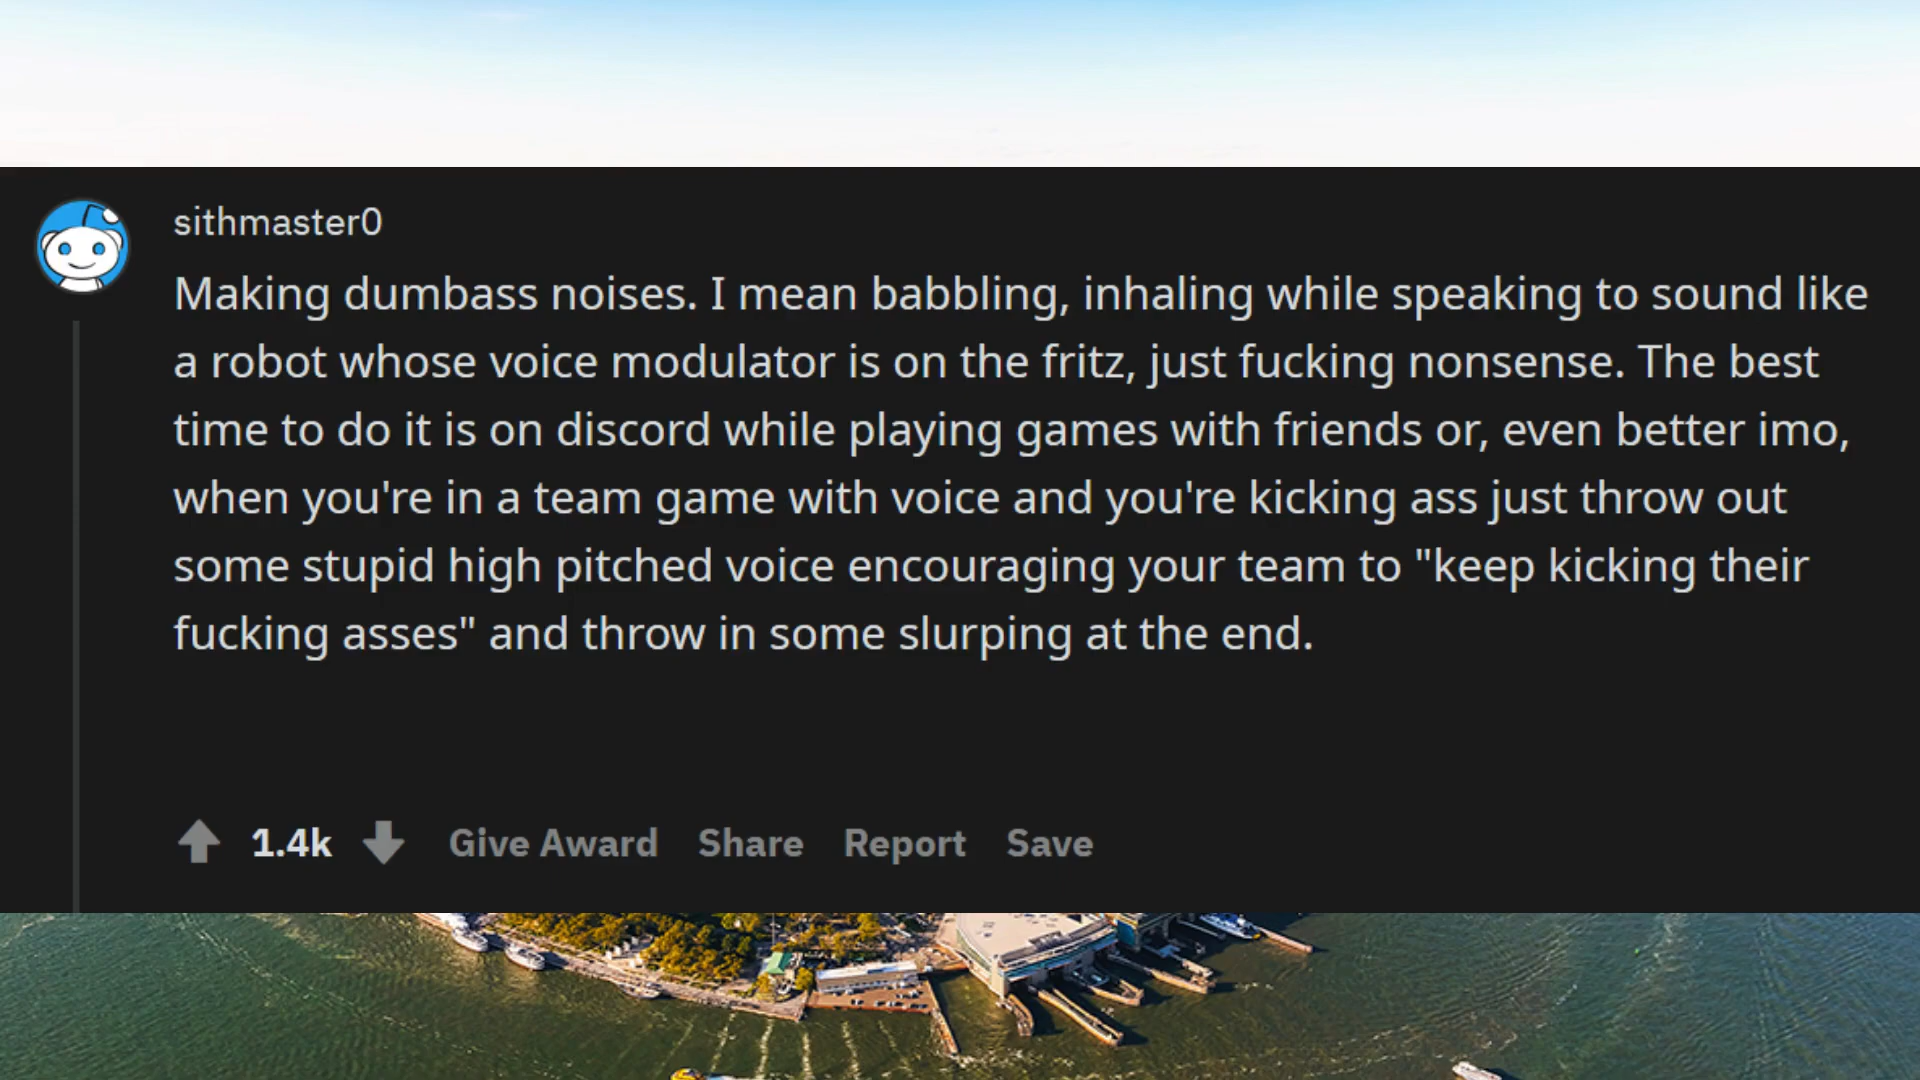 sithmaster0
Making dumbass noises. I mean babbling, inhaling while speaking to sound like
a robot whose voice modulator is on the fritz, just fucking nonsense. The best
time to do it is on discord while playing games with friends or, even better imo,
when you're in a team game with voice and you're kicking ass just throw out
some stupid high pitched voice encouraging your team to "keep kicking their
fucking asses" and throw in some slurping at the end.
1.4k Give Award Share Report Save